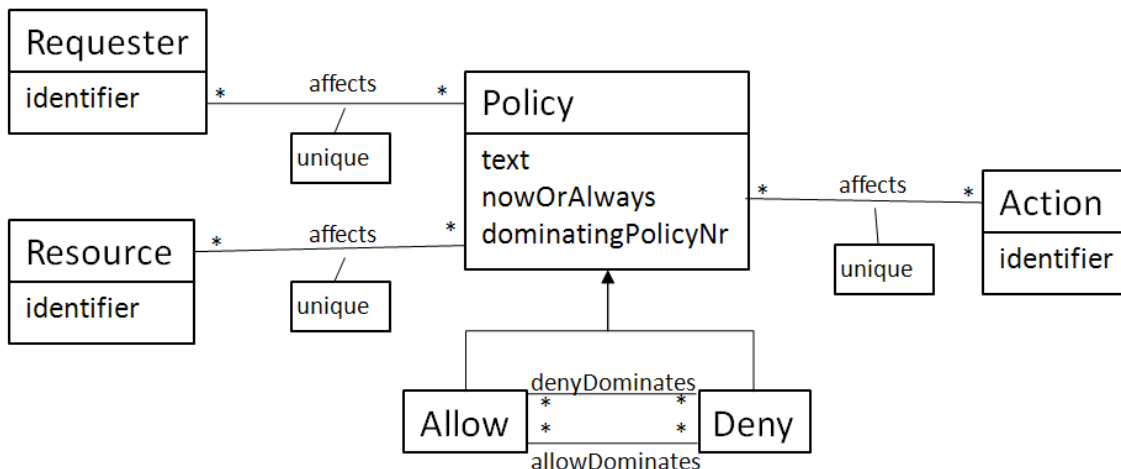 Requester
identifier
* affects *
unique
Policy
text
nowOrAlways
dominatingPolicyNr
* affects *
unique
Action
identifier
Resource
identifier
* affects *
unique
denyDominates
* *
Allow
Deny
* *
allowDominates